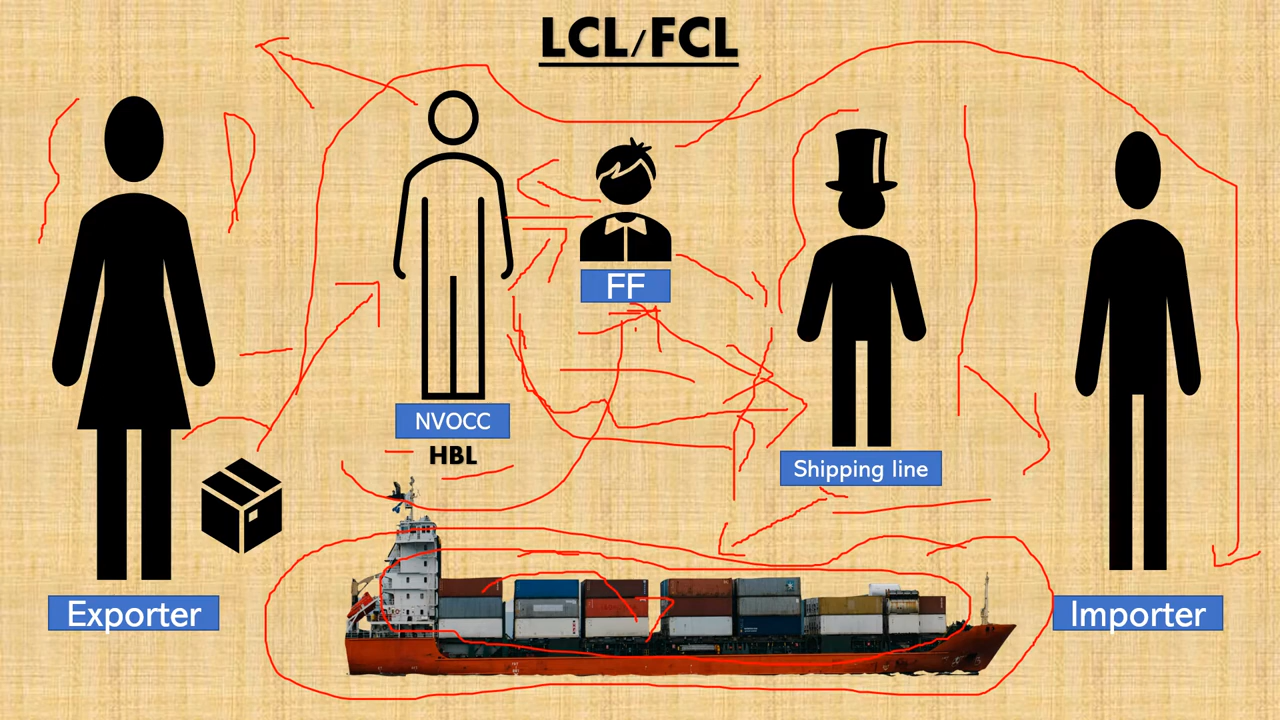 LCL/FCL
FF
NVOCC
HBL
Shipping line
Exporter
Importer